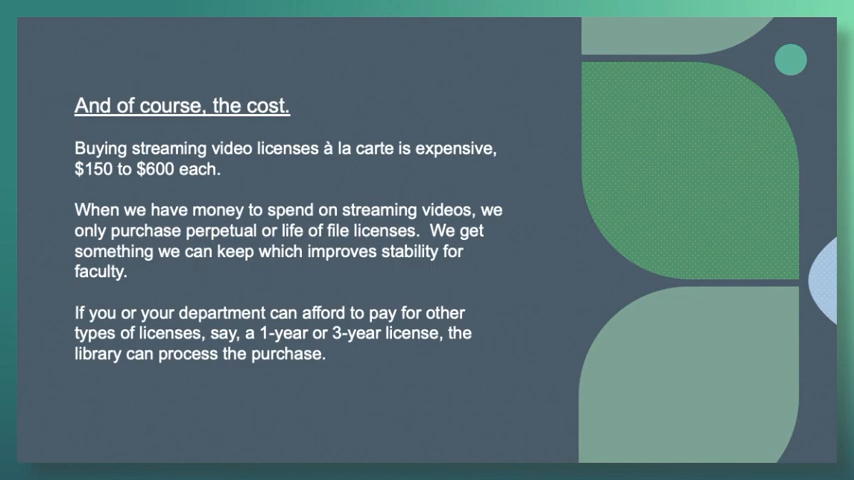 And of course, the cost.
Buying streaming video licenses à la carte is expensive,
$150 to $600 each.
When we have money to spend on streaming videos, we
only purchase perpetual or life of file licenses.  We get
something we can keep which improves stability for
faculty.
If you or your department can afford to pay for other
types of licenses, say, a 1-year or 3-year license, the
library can process the purchase.